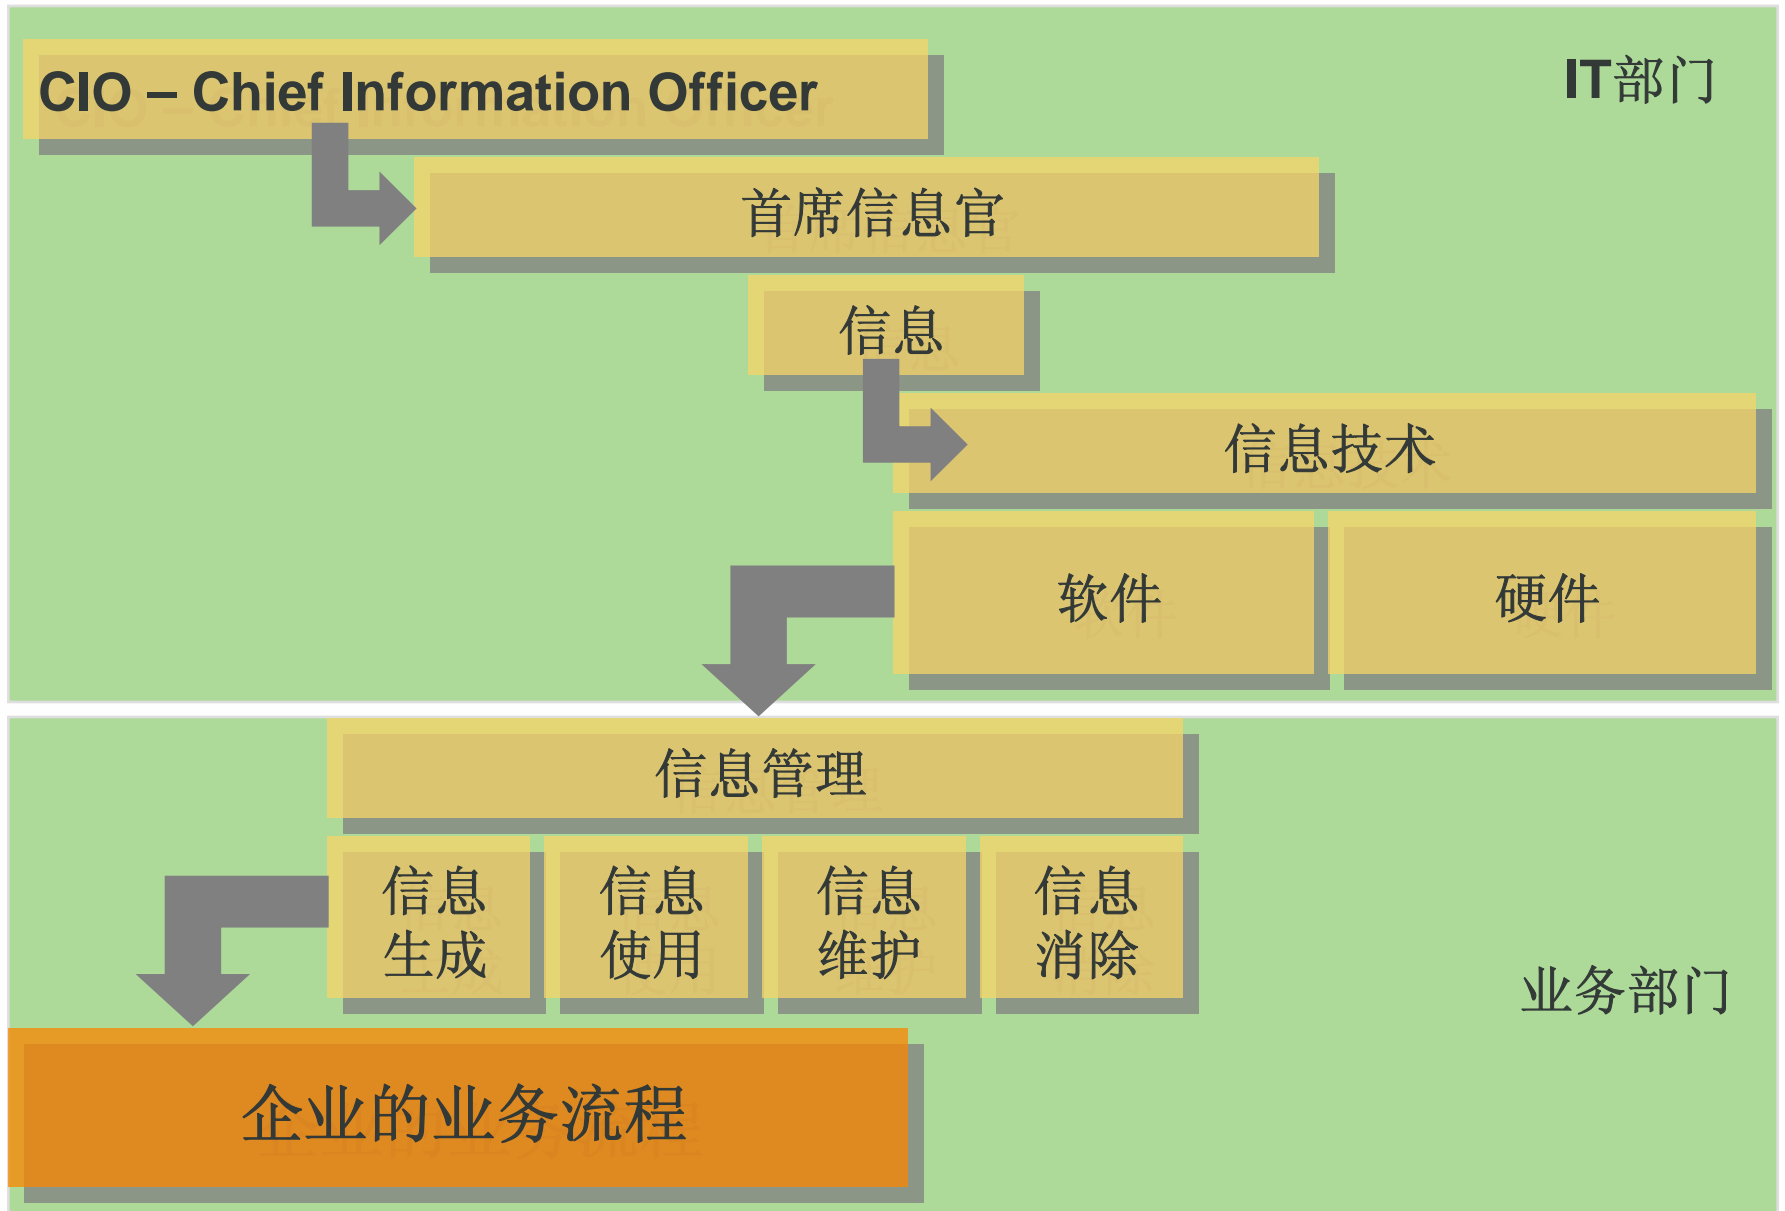 CIO – Chief Information Officer
IT部门
首席信息官
信息
信息技术
软件
硬件
信息管理
信息
生成
信息
使用
信息
维护
信息
消除
业务部门
企业的业务流程